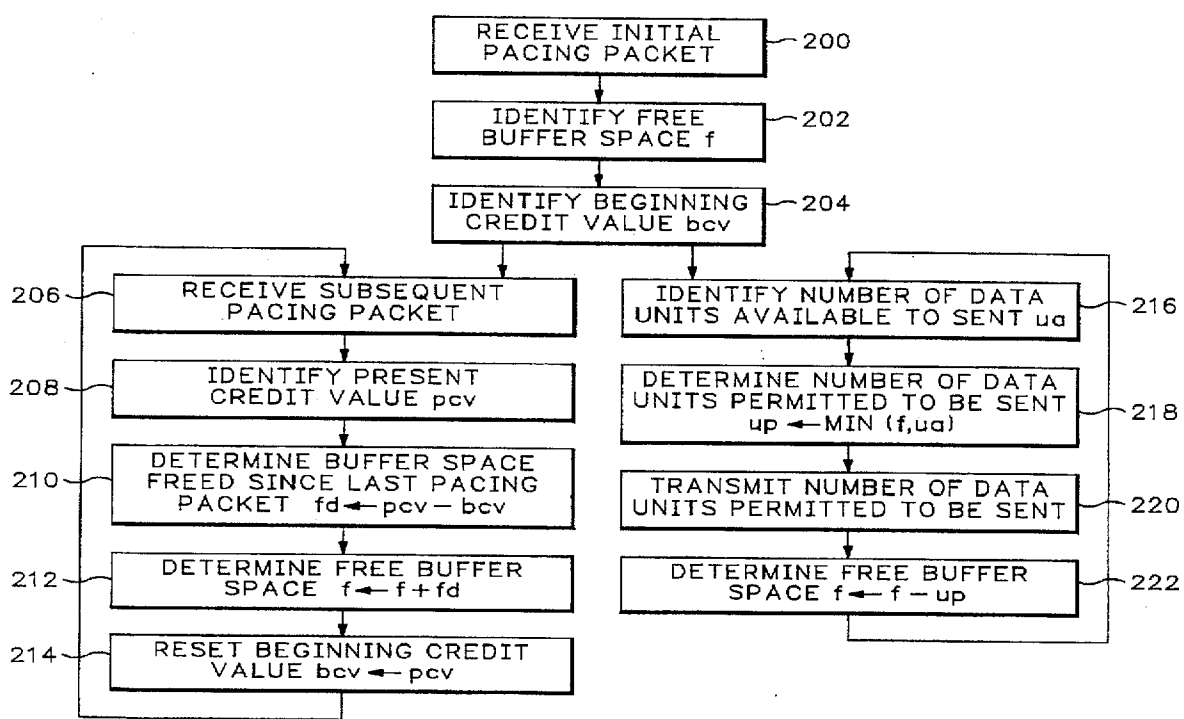 RECEIVE INITIAL
PACING PACKET
200
IDENTIFY FREE
BUFFER SPACE f
202
IDENTIFY BEGINNING
CREDIT VALUE bcv
204
206
RECEIVE SUBSEQUENT
PACING PACKET
208
IDENTIFY PRESENT
CREDIT VALUE pcv
210
DETERMINE BUFFER SPACE
FREED SINCE LAST PACING
PACKET fd ← pcv – bcv
212
DETERMINE FREE BUFFER
SPACE f ← f + fd
214
RESET BEGINNING CREDIT
VALUE bcv ← pcv
IDENTIFY NUMBER OF DATA
UNITS AVAILABLE TO SENT ua
216
DETERMINE NUMBER OF DATA
UNITS PERMITTED TO BE SENT
up ← MIN (f,ua)
218
TRANSMIT NUMBER OF DATA
UNITS PERMITTED TO BE SENT
220
DETERMINE FREE BUFFER
SPACE f ← f – up
222